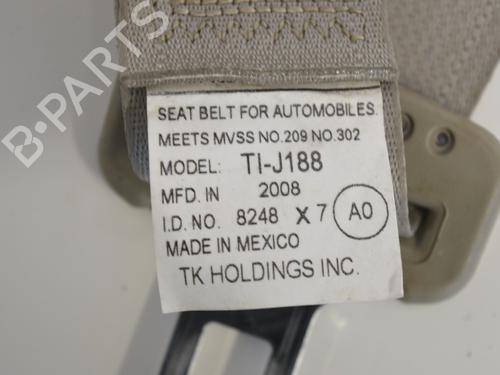 B-PARTS
SEAT BELT FOR AUTOMOBILES.
MEETS MVSS NO.209 NO.302
MODEL: TI-J188
MFD. IN 2008
I.D. NO. 8248 X 7 A0
MADE IN MEXICO
TK HOLDINGS INC.